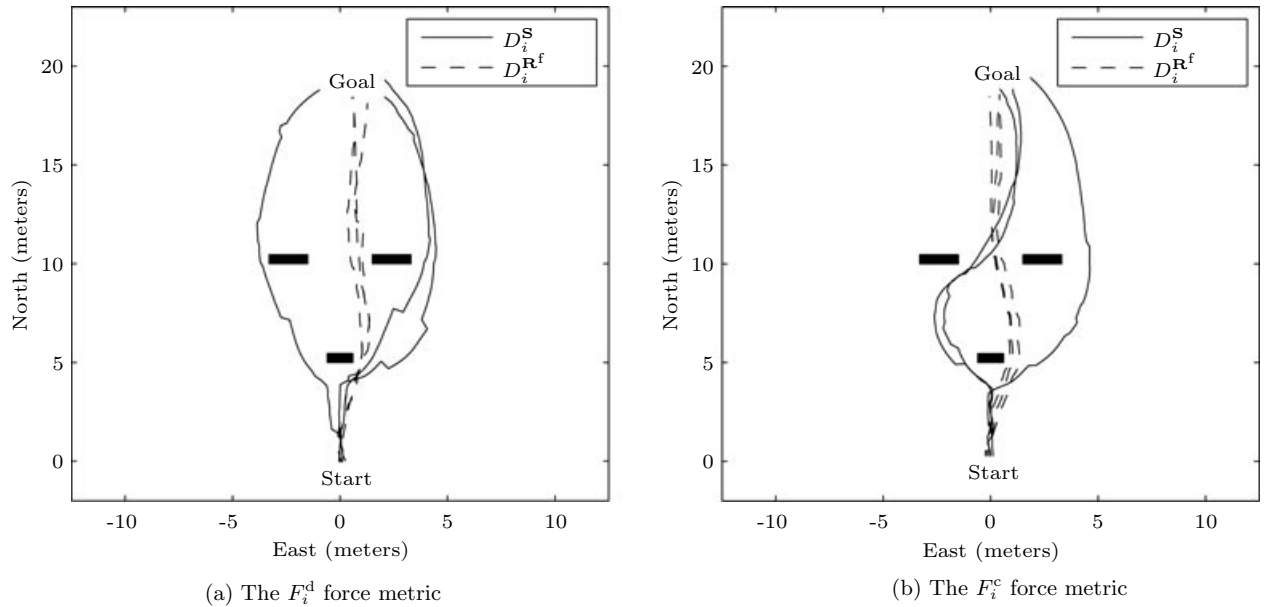 D_i^S
D_i^{R^f}
Goal
20
15
10
5
0
North (meters)
Start
-10
-5
0
5
10
East (meters)
(a) The F_i^d force metric
D_i^S
D_i^{R^f}
Goal
20
15
10
5
0
North (meters)
Start
-10
-5
0
5
10
East (meters)
(b) The F_i^c force metric